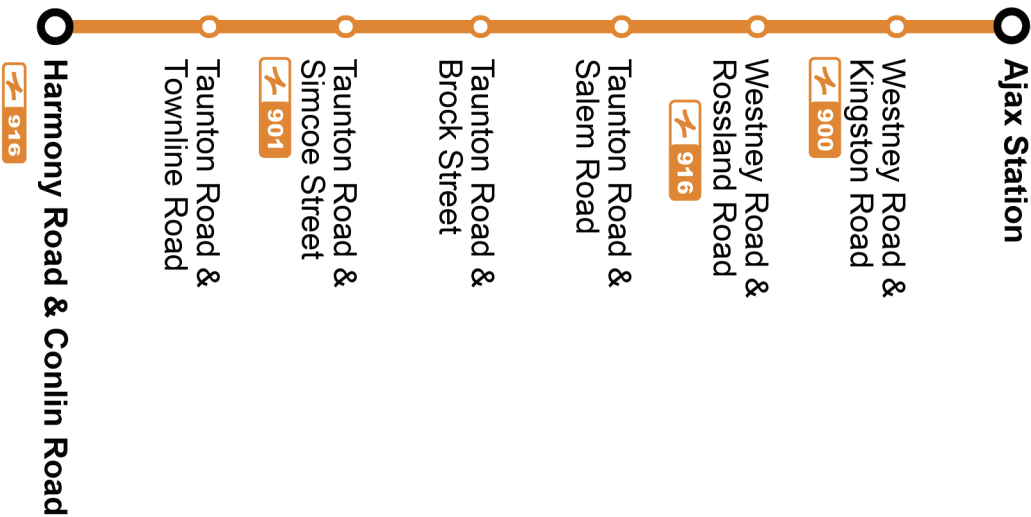 Ajax Station
Westney Road &
Kingston Road
900
Westney Road &
Rossland Road
916
Taunton Road &
Salem Road
Taunton Road &
Brock Street
Taunton Road &
Simcoe Street
901
Taunton Road &
Townline Road
Harmony Road & Conlin Road
916